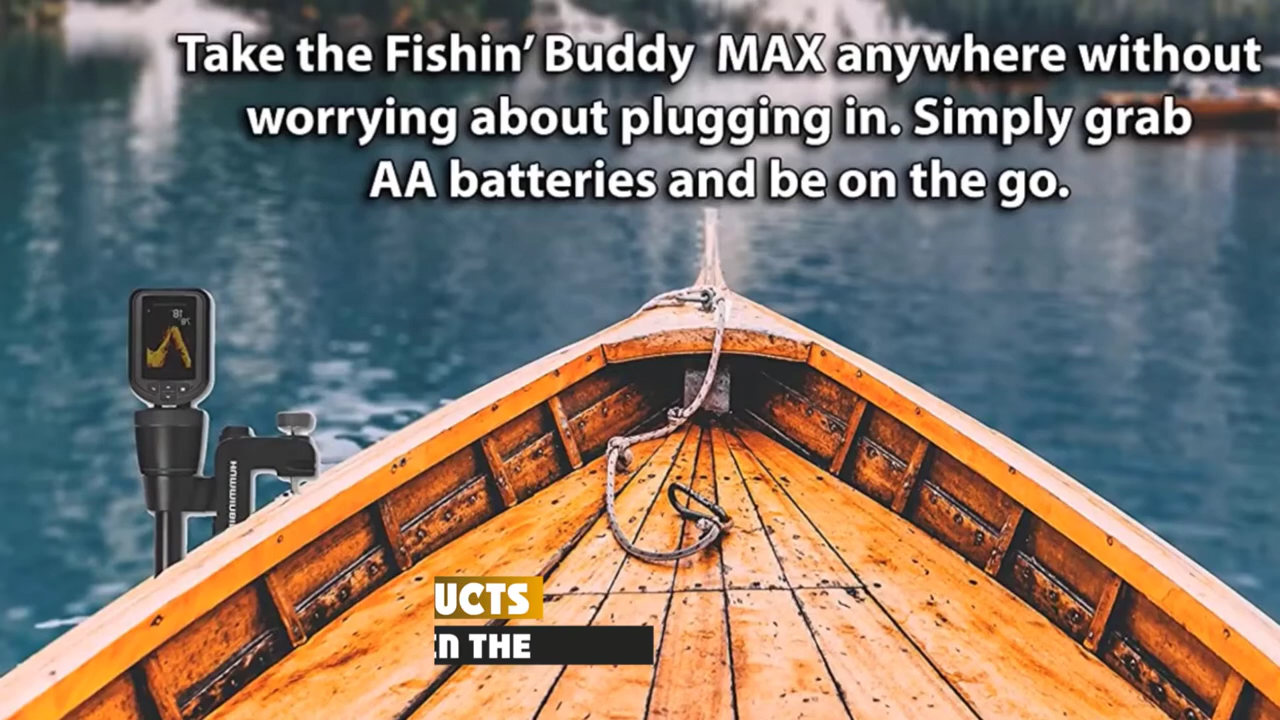 Take the Fishin' Buddy MAX anywhere without
worrying about plugging in. Simply grab
AA batteries and be on the go.
HUMMINBIRD
UCTS
THE